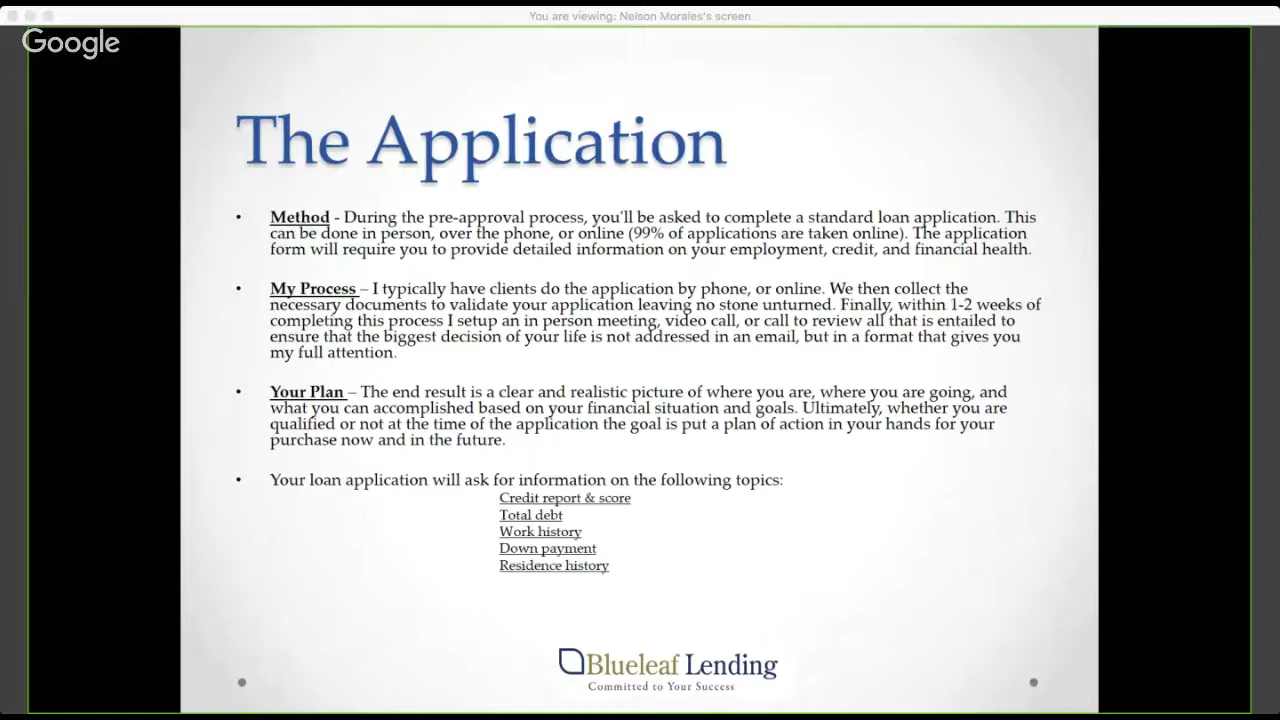 You are viewing: Nelson Morales's screen
Google
The Application
• Method - During the pre-approval process, you'll be asked to complete a standard loan application. This
can be done in person, over the phone, or online (99% of applications are taken online). The application
form will require you to provide detailed information on your employment, credit, and financial health.
• My Process – I typically have clients do the application by phone, or online. We then collect the
necessary documents to validate your application leaving no stone unturned. Finally, within 1-2 weeks of
completing this process I setup an in person meeting, video call, or call to review all that is entailed to
ensure that the biggest decision of your life is not addressed in an email, but in a format that gives you
my full attention.
• Your Plan – The end result is a clear and realistic picture of where you are, where you are going, and
what you can accomplished based on your financial situation and goals. Ultimately, whether you are
qualified or not at the time of the application the goal is put a plan of action in your hands for your
purchase now and in the future.
• Your loan application will ask for information on the following topics:
Credit report & score
Total debt
Work history
Down payment
Residence history
Blueleaf Lending
Committed to Your Success